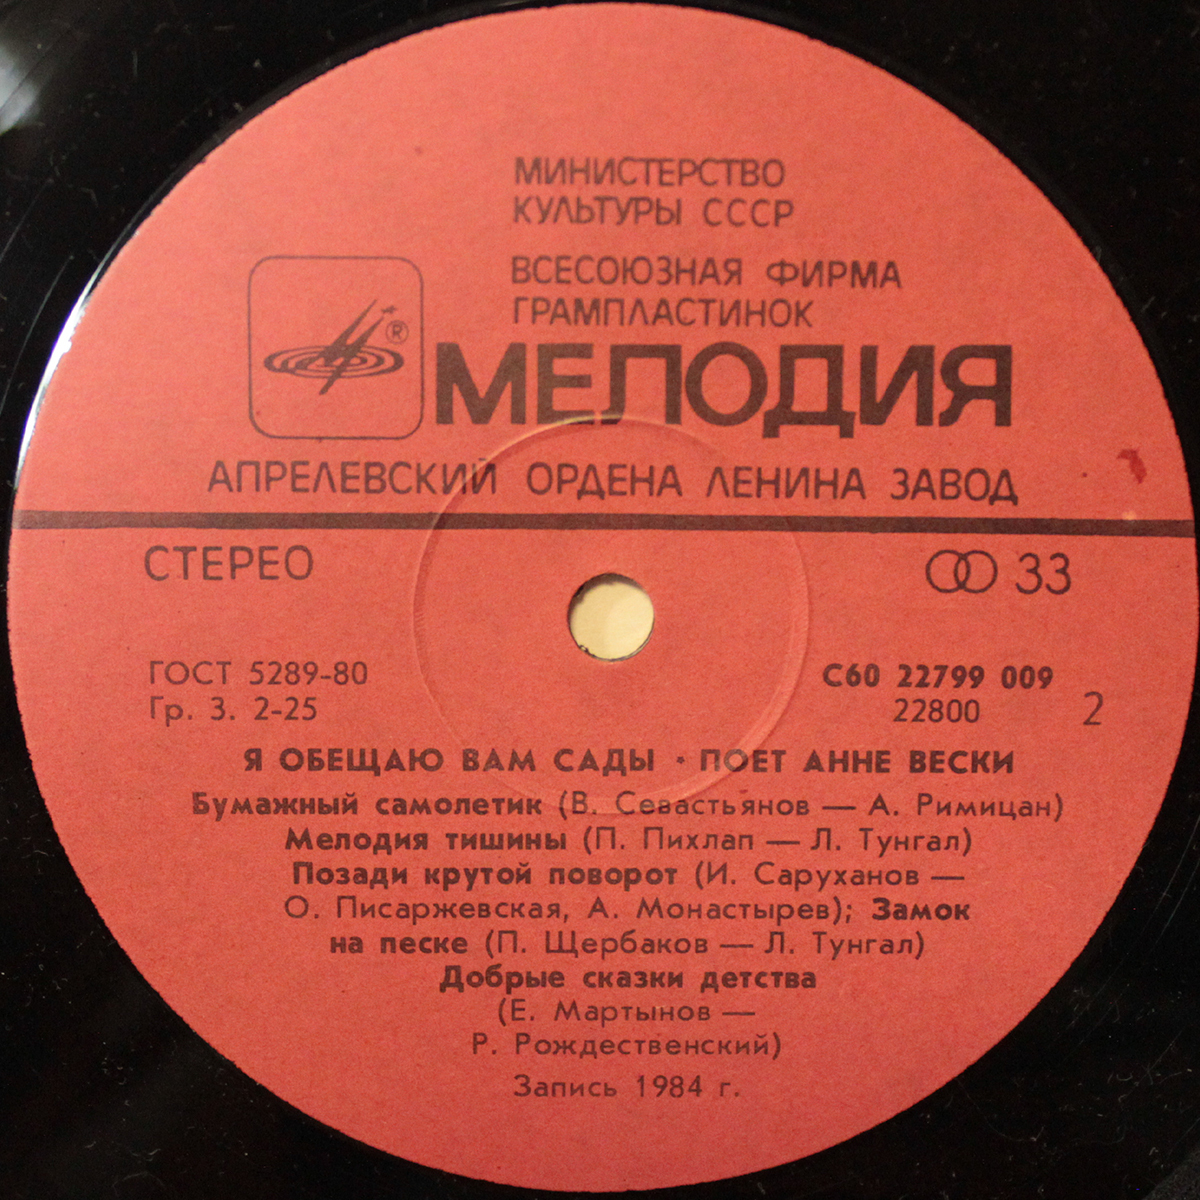 МИНИСТЕРСТВО
КУЛЬТУРЫ СССР
ВСЕСОЮЗНАЯ ФИРМА
ГРАМПЛАСТИНОК
®
МЕЛОДИЯ
АПРЕЛЕВСКИЙ ОРДЕНА ЛЕНИНА ЗАВОД
СТЕРЕО
33
ГОСТ 5289-80
Гр. 3. 2-25
С60 22799 009
22800
2
Я ОБЕЩАЮ ВАМ САДЫ · ПОЕТ АННЕ ВЕСКИ
Бумажный самолетик (В. Севастьянов — А. Римицан)
Мелодия тишины (П. Пихлап — Л. Тунгал)
Позади крутой поворот (И. Саруханов —
О. Писаржевская, А. Монастырев); Замок
на песке (П. Щербаков — Л. Тунгал)
Добрые сказки детства
(Е. Мартынов —
Р. Рождественский)
Запись 1984 г.